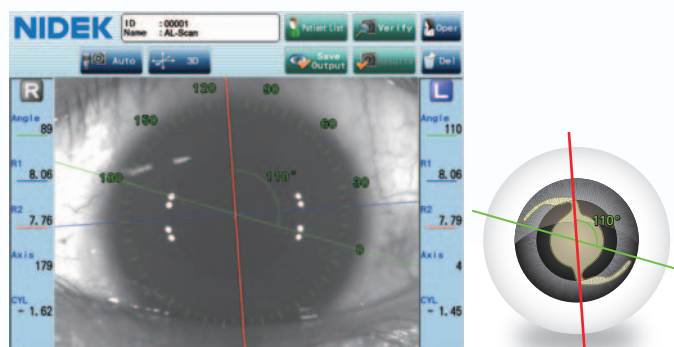 NIDEK
ID : 00001
Name : AL-Scan
Patient List
Verify
Oper
Auto
3D
Save Output
Results
Del
R
L
Angle
89
R1
8.06
R2
7.76
Axis
179
CYL
- 1.62
120
90
150
60
180
110°
30
0
Angle
110
R1
8.06
R2
7.79
Axis
4
CYL
- 1.45
110°